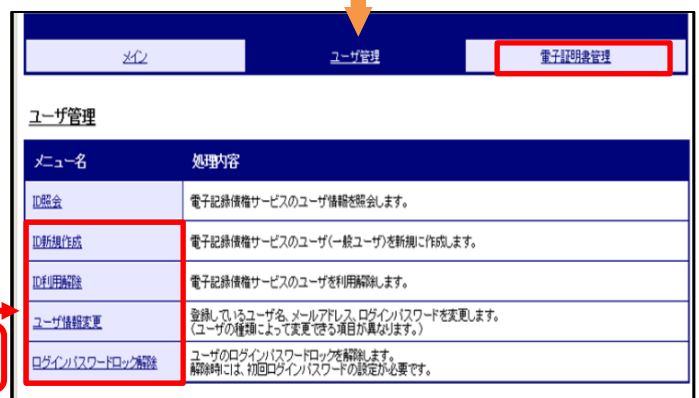 メイン ユーザ管理 電子証明書管理
ユーザ管理
メニュー名 処理内容
ID照会 電子記録債権サービスのユーザ情報を照会します。
ID新規作成 電子記録債権サービスのユーザ(一般ユーザ)を新規に作成します。
ID利用解除 電子記録債権サービスのユーザを利用解除します。
ユーザ情報変更 登録しているユーザ名、メールアドレス、ログインパスワードを変更します。
(ユーザの種類によって変更できる項目が異なります。)
ログインパスワードロック解除 ユーザのログインパスワードロックを解除します。
解除時には、初回ログインパスワードの設定が必要です。